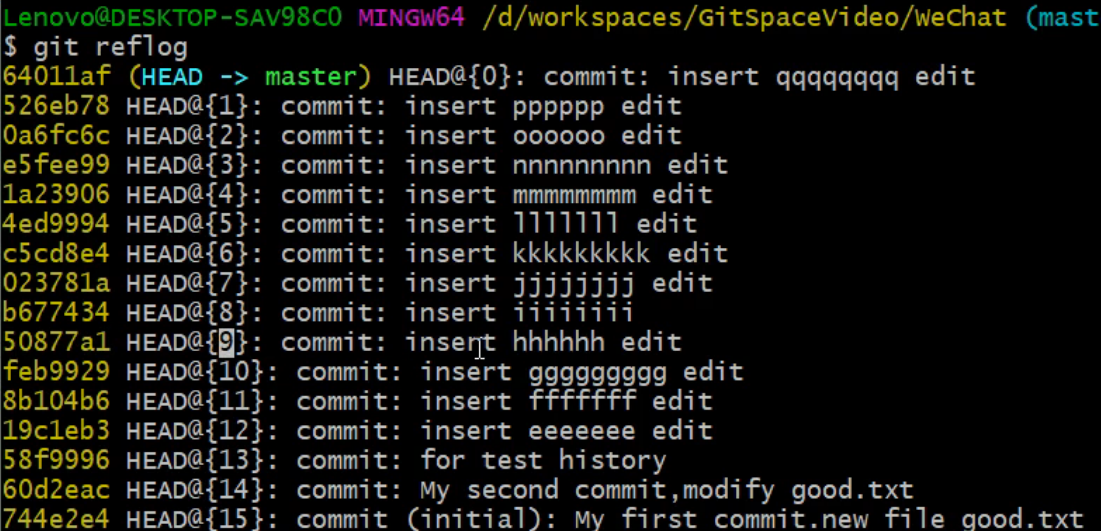 Lenovo@DESKTOP-SAV98C0 MINGW64 /d/workspaces/GitSpaceVideo/WeChat (mast
$ git reflog
64011af (HEAD -> master) HEAD@{0}: commit: insert qqqqqqqq edit
526eb78 HEAD@{1}: commit: insert pppppp edit
0a6fc6c HEAD@{2}: commit: insert oooooo edit
e5fee99 HEAD@{3}: commit: insert nnnnnnnnn edit
1a23906 HEAD@{4}: commit: insert mmmmmmmm edit
4ed9994 HEAD@{5}: commit: insert lllllll edit
c5cd8e4 HEAD@{6}: commit: insert kkkkkkkkk edit
023781a HEAD@{7}: commit: insert jjjjjjjj edit
b677434 HEAD@{8}: commit: insert iiiiiiii
50877a1 HEAD@{9}: commit: insert hhhhhh edit
feb9929 HEAD@{10}: commit: insert ggggggggg edit
8b104b6 HEAD@{11}: commit: insert fffffff edit
19c1eb3 HEAD@{12}: commit: insert eeeeeee edit
58f9996 HEAD@{13}: commit: for test history
60d2eac HEAD@{14}: commit: My second commit,modify good.txt
744e2e4 HEAD@{15}: commit (initial): My first commit.new file good.txt